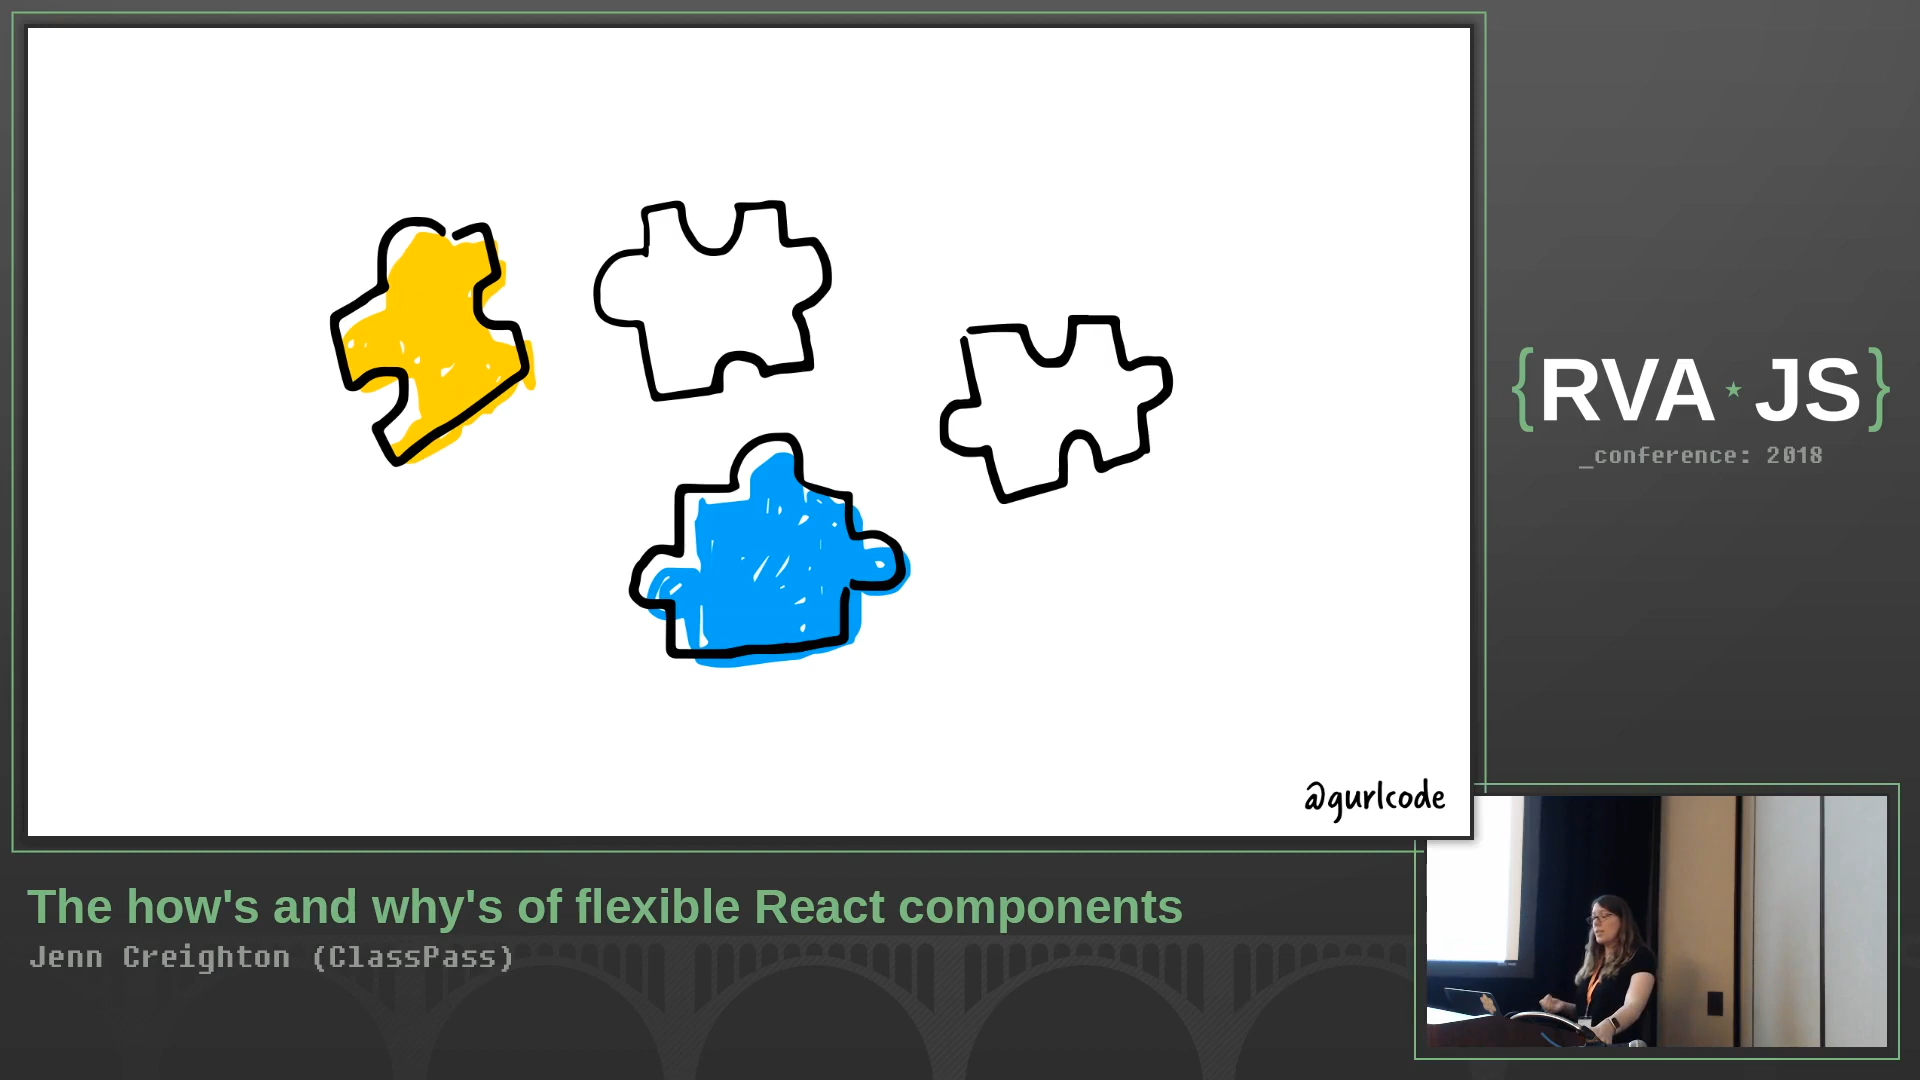 @gurlcode
{RVA★JS}
_conference: 2018
The how's and why's of flexible React components
Jenn Creighton (ClassPass)